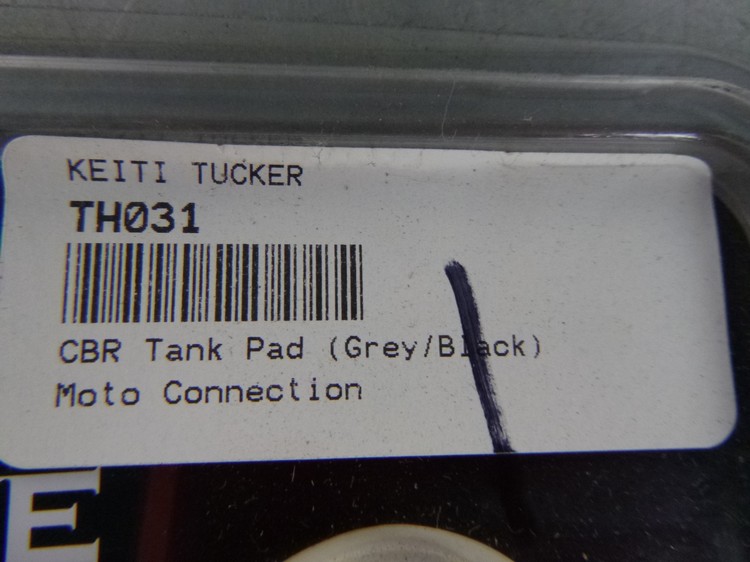 KEITI TUCKER
TH031
CBR Tank Pad (Grey/Black)
Moto Connection
E